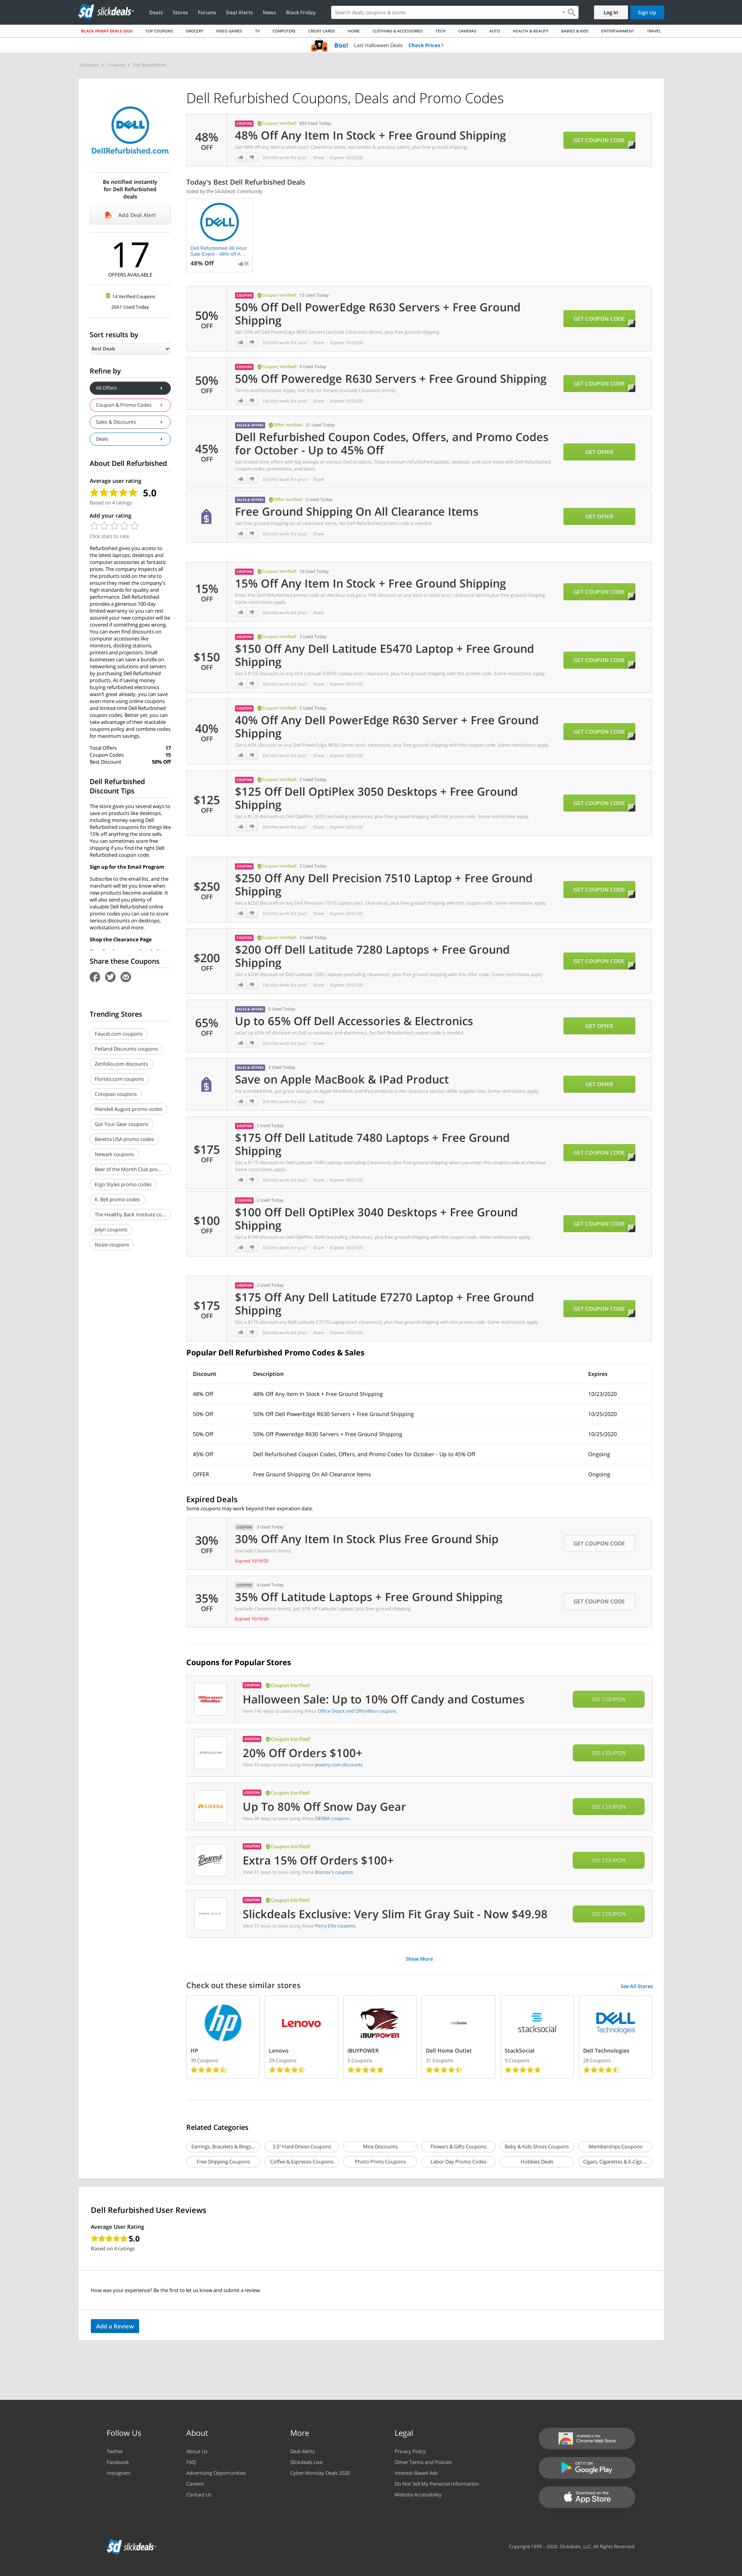 slickdeals
Deals Stores Forums Deal Alerts News Black Friday
Search deals, coupons & stores
Log In Sign Up
BLACK FRIDAY DEALS 2020 TOP COUPONS GROCERY VIDEO GAMES TV COMPUTERS CREDIT CARDS HOME CLOTHING & ACCESSORIES TECH CAMERAS AUTO HEALTH & BEAUTY BABIES & KIDS ENTERTAINMENT TRAVEL
Boo! Last Halloween Deals Check Prices
Slickdeals Coupons Dell Refurbished
DELL
DellRefurbished.com
Be notified instantly
for Dell Refurbished
deals
Add Deal Alert
17
OFFERS AVAILABLE
14 Verified Coupons
2661 Used Today
Sort results by
Best Deals
Refine by
All Offers
Coupon & Promo Codes
Sales & Discounts
Deals
About Dell Refurbished
Average user rating
5.0
Based on 4 ratings
Add your rating
Click stars to rate
Refurbished gives you access to
the latest laptops, desktops and
computer accessories at fantastic
prices. The company inspects all
the products sold on the site to
ensure they meet the company's
high standards for quality and
performance. Dell Refurbished
provides a generous 100-day
limited warranty so you can rest
assured your new computer will be
covered if something goes wrong.
You can even find discounts on
computer accessories like
monitors, docking stations,
printers and projectors. Small
businesses can save a bundle on
networking solutions and servers
by purchasing Dell Refurbished
products. As if saving money
buying refurbished electronics
wasn't great already, you can save
even more using online coupons
and limited time Dell Refurbished
coupon codes. Better yet, you can
take advantage of their stackable
coupons policy and combine codes
for maximum savings.
Total Offers 17
Coupon Codes 15
Best Discount 50% Off
Dell Refurbished
Discount Tips
The store gives you several ways to
save on products like desktops,
including money-saving Dell
Refurbished coupons for things like
15% off anything the store sells.
You can sometimes score free
shipping if you find the right Dell
Refurbished coupon code.
Sign up for the Email Program
Subscribe to the email list, and the
merchant will let you know when
new products become available. It
will also send you plenty of
valuable Dell Refurbished online
promo codes you can use to score
serious discounts on desktops,
workstations and more.
Shop the Clearance Page
Share these Coupons
Trending Stores
Faucet.com coupons
Petland Discounts coupons
Zenfolio.com discounts
Florists.com coupons
Cotopaxi coupons
Wendell August promo codes
Got Your Gear coupons
Beretta USA promo codes
Newark coupons
Beer of the Month Club pro...
Ergo Styles promo codes
K. Bell promo codes
The Healthy Back Institute co...
Jolyn coupons
Noize coupons
Dell Refurbished Coupons, Deals and Promo Codes
48% OFF
COUPON Coupon Verified! 833 Used Today
48% Off Any Item In Stock + Free Ground Shipping
Get 48% off any item in stock (excl. Clearance items, warranties & previous sales), plus free ground shipping.
Did this work for you? · Share · Expires 10/23/20
GET COUPON CODE
Today's Best Dell Refurbished Deals
Voted by the Slickdeals Community
DELL
Dell Refurbished 48 Hour
Sale Event - 48% off A...
48% Off 38
50% OFF
COUPON Coupon Verified! 12 Used Today
50% Off Dell PowerEdge R630 Servers + Free Ground
Shipping
Get 50% off Dell PowerEdge R630 Servers (exclude Clearance items), plus free ground shipping.
Did this work for you? · Share · Expires 10/25/20
GET COUPON CODE
50% OFF
COUPON Coupon Verified! 4 Used Today
50% Off Poweredge R630 Servers + Free Ground Shipping
Terms and Exclusions Apply, See Site for Details (exclude Clearance items).
Did this work for you? · Share · Expires 10/25/20
GET COUPON CODE
45% OFF
SALES & OFFERS Offer Verified! 21 Used Today
Dell Refurbished Coupon Codes, Offers, and Promo Codes
for October - Up to 45% Off
Get limited time offers with big savings on various Dell products. Shop premium refurbished laptops, desktops and save more with Dell Refurbished
coupon codes, promotions, and deals.
Did this work for you? · Share
GET OFFER
SALES & OFFERS Offer Verified! 5 Used Today
Free Ground Shipping On All Clearance Items
Get free ground shipping on all clearance items. No Dell Refurbished promo code is needed.
Did this work for you? · Share
GET OFFER
15% OFF
COUPON Coupon Verified! 10 Used Today
15% Off Any Item In Stock + Free Ground Shipping
Enter this Dell Refurbished promo code at checkout and get a 15% discount on any item in stock (excl. clearance items) plus free ground shipping.
Some restrictions apply.
Did this work for you? · Share
GET COUPON CODE
$150 OFF
COUPON Coupon Verified! 3 Used Today
$150 Off Any Dell Latitude E5470 Laptop + Free Ground
Shipping
Get a $150 discount on any Dell Latitude E5470 Laptop (excl. clearance), plus free ground shipping with this promo code. Some restrictions apply.
Did this work for you? · Share · Expires 10/31/20
GET COUPON CODE
40% OFF
COUPON Coupon Verified! 2 Used Today
40% Off Any Dell PowerEdge R630 Server + Free Ground
Shipping
Get a 40% discount on any Dell PowerEdge R630 Server (excl. clearance), plus free ground shipping with this coupon code. Some restrictions apply.
Did this work for you? · Share · Expires 10/31/20
GET COUPON CODE
$125 OFF
COUPON Coupon Verified! 5 Used Today
$125 Off Dell OptiPlex 3050 Desktops + Free Ground
Shipping
Get a $125 discount on Dell OptiPlex 3050 (excluding clearance), plus free ground shipping with this promo code. Some restrictions apply.
Did this work for you? · Share · Expires 10/31/20
GET COUPON CODE
$250 OFF
COUPON Coupon Verified! 2 Used Today
$250 Off Any Dell Precision 7510 Laptop + Free Ground
Shipping
Get a $250 discount on any Dell Precision 7510 Laptop (excl. clearance), plus free ground shipping with this coupon code. Some restrictions apply.
Did this work for you? · Share · Expires 10/31/20
GET COUPON CODE
$200 OFF
COUPON Coupon Verified! 2 Used Today
$200 Off Dell Latitude 7280 Laptops + Free Ground
Shipping
Get a $200 discount on Dell Latitude 7280 Laptops (excluding clearance), plus free ground shipping with this offer code. Some restrictions apply.
Did this work for you? · Share · Expires 10/31/20
GET COUPON CODE
65% OFF
SALES & OFFERS 5 Used Today
Up to 65% Off Dell Accessories & Electronics
toGet up 65% off discount on Dell accessories and electronics. No Dell Refurbished coupon code is needed.
Did this work for you? · Share
GET OFFER
SALES & OFFERS 3 Used Today
Save on Apple MacBook & IPad Product
For a limited time, get great savings on Apple MacBook and iPad products in the clearance section while supplies last. Some restrictions apply.
Did this work for you? · Share
GET OFFER
$175 OFF
COUPON 2 Used Today
$175 Off Dell Latitude 7480 Laptops + Free Ground
Shipping
Get a $175 discount on Dell Latitude 7480 Laptops (excluding Clearance), plus free ground shipping when you enter this coupon code at checkout.
Some restrictions apply.
Did this work for you? · Share · Expires 10/31/20
GET COUPON CODE
$100 OFF
COUPON 2 Used Today
$100 Off Dell OptiPlex 3040 Desktops + Free Ground
Shipping
Get a $100 discount on Dell OptiPlex 3040 (excluding clearance), plus free ground shipping with this coupon code. Some restrictions apply.
Did this work for you? · Share · Expires 10/31/20
GET COUPON CODE
$175 OFF
COUPON 2 Used Today
$175 Off Any Dell Latitude E7270 Laptop + Free Ground
Shipping
Get a $175 discount any Dell Latitude E7270 Laptop (excl. clearance), plus free ground shipping with this promo code. Some restrictions apply.
Did this work for you? · Share · Expires 10/31/20
GET COUPON CODE
Popular Dell Refurbished Promo Codes & Sales
Discount Description Expires
48% Off 48% Off Any Item In Stock + Free Ground Shipping 10/23/2020
50% Off 50% Off Dell PowerEdge R630 Servers + Free Ground Shipping 10/25/2020
50% Off 50% Off Poweredge R630 Servers + Free Ground Shipping 10/25/2020
45% Off Dell Refurbished Coupon Codes, Offers, and Promo Codes for October - Up to 45% Off Ongoing
OFFER Free Ground Shipping On All Clearance Items Ongoing
Expired Deals
Some coupons may work beyond their expiration date.
30% OFF
COUPON 3 Used Today
30% Off Any Item In Stock Plus Free Ground Ship
(exclude Clearance items).
Expired 10/19/20
GET COUPON CODE
35% OFF
COUPON 4 Used Today
35% Off Latitude Laptops + Free Ground Shipping
(exclude Clearance items), get 35% off Latitude Laptops plus free ground shipping.
Expired 10/19/20
GET COUPON CODE
Coupons for Popular Stores
Office DEPOT OfficeMax
COUPON Coupon Verified!
Halloween Sale: Up to 10% Off Candy and Costumes
View 140 ways to save using these Office Depot and OfficeMax coupons.
SEE COUPON
COUPON Coupon Verified!
20% Off Orders $100+
View 33 ways to save using these Jewelry.com discounts.
SEE COUPON
SIERRA
COUPON Coupon Verified!
Up To 80% Off Snow Day Gear
View 38 ways to save using these SIERRA coupons.
SEE COUPON
Boscov's
COUPON Coupon Verified!
Extra 15% Off Orders $100+
View 31 ways to save using these Boscov's coupons.
SEE COUPON
COUPON Coupon Verified!
Slickdeals Exclusive: Very Slim Fit Gray Suit - Now $49.98
View 37 ways to save using these Perry Ellis coupons.
SEE COUPON
Show More
Check out these similar stores See All Stores
hp Lenovo iBUYPOWER DellOutlet stacksocial DELL Technologies
HP Lenovo iBUYPOWER Dell Home Outlet StackSocial Dell Technologies
39 Coupons 29 Coupons 5 Coupons 31 Coupons 9 Coupons 28 Coupons
Related Categories
Earrings, Bracelets & Rings... 3.5" Hard Drives Coupons Mice Discounts Flowers & Gifts Coupons Baby & Kids Shoes Coupons Memberships Coupons
Free Shipping Coupons Coffee & Espresso Coupons Photo Prints Coupons Labor Day Promo Codes Hobbies Deals Cigars, Cigarettes & E-Cigs ...
Dell Refurbished User Reviews
Average User Rating
5.0
Based on 4 ratings
How was your experience? Be the first to let us know and submit a review.
Add a Review
Follow Us About More Legal
Twitter About Us Deal Alerts Privacy Policy
Facebook FAQ Slickdeals Live Other Terms and Policies
Instagram Advertising Opportunities Cyber Monday Deals 2020 Interest-Based Ads
Careers Do Not Sell My Personal Information
Contact Us Website Accessibility
Available in the Chrome Web Store
GET IT ON Google Play
Download on the App Store
slickdeals
Copyright 1999 – 2020. Slickdeals, LLC. All Rights Reserved.